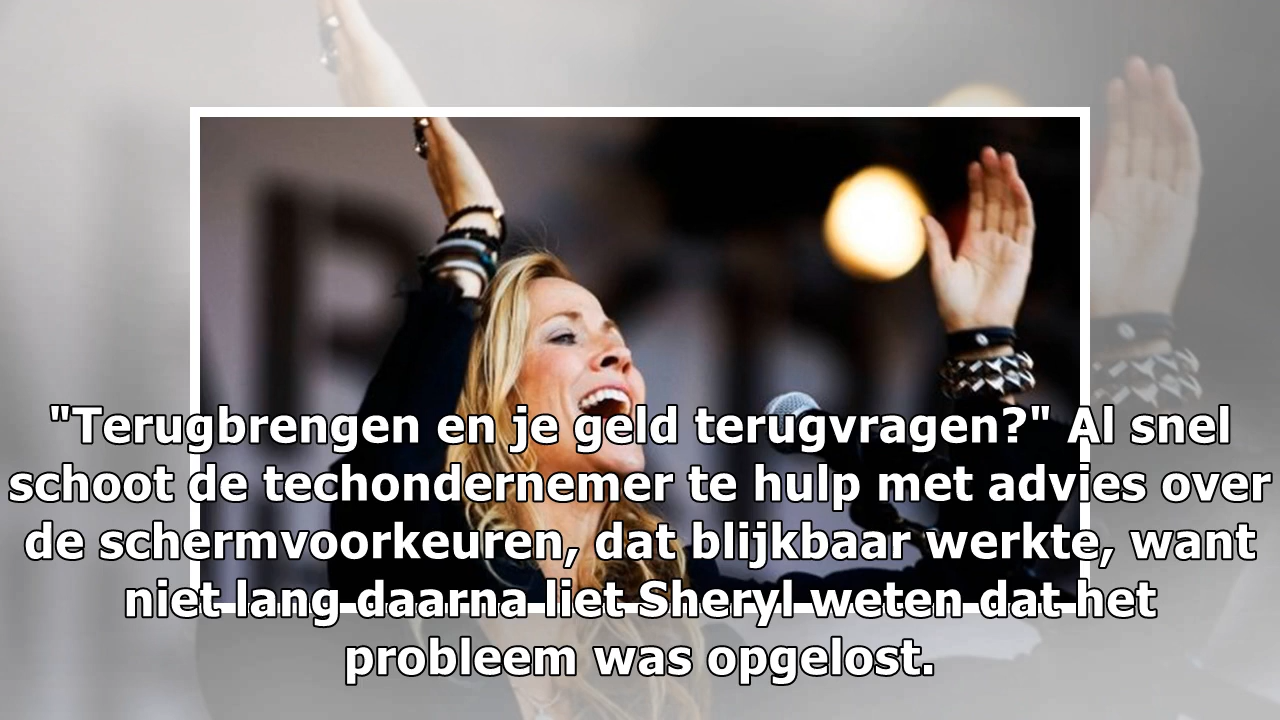 "Terugbrengen en je geld terugvragen?" Al snel
schoot de techondernemer te hulp met advies over
de schermvoorkeuren, dat blijkbaar werkte, want
niet lang daarna liet Sheryl weten dat het
probleem was opgelost.